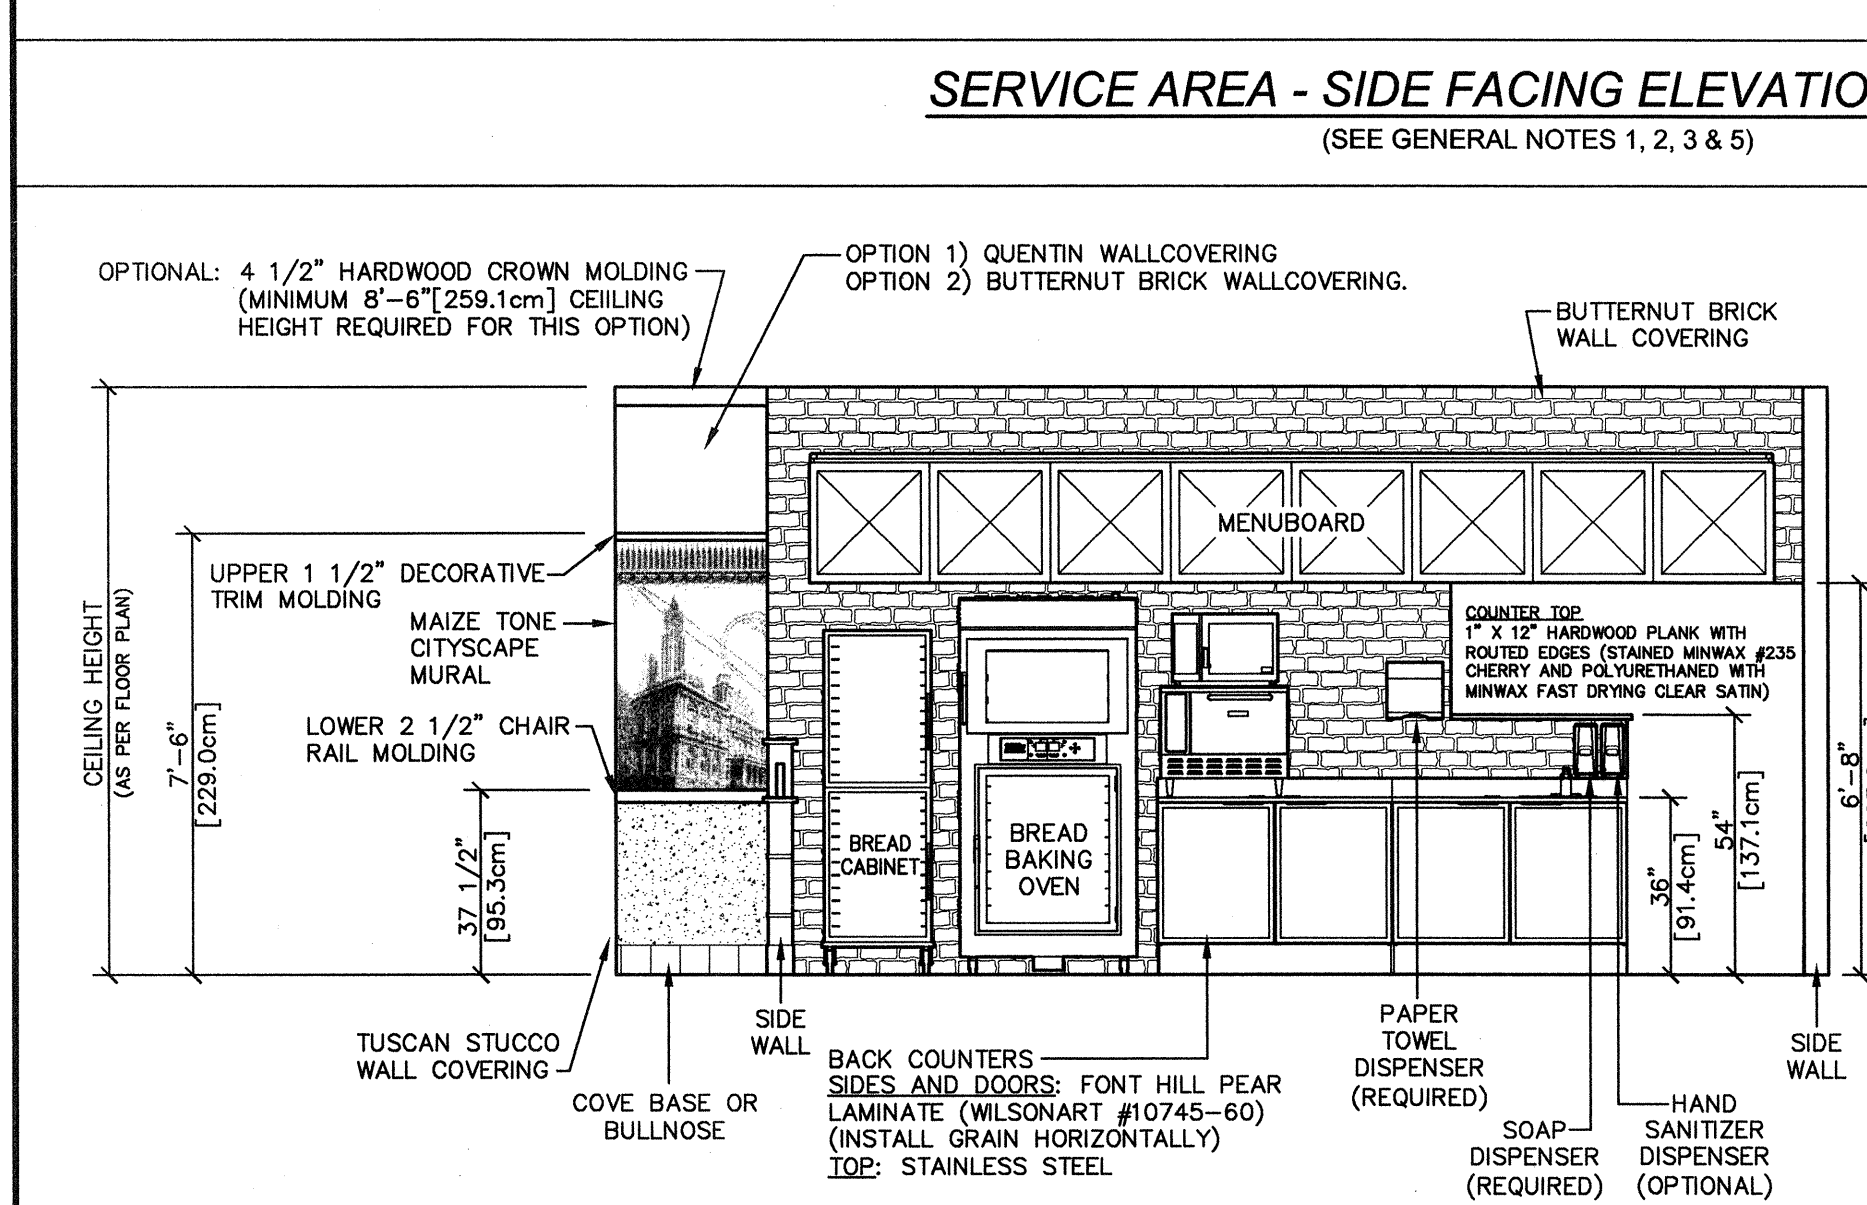 SERVICE AREA - SIDE FACING ELEVATIO
(SEE GENERAL NOTES 1, 2, 3 & 5)
OPTIONAL: 4 1/2" HARDWOOD CROWN MOLDING
(MINIMUM 8'-6"[259.1cm] CEIILING
HEIGHT REQUIRED FOR THIS OPTION)
OPTION 1) QUENTIN WALLCOVERING
OPTION 2) BUTTERNUT BRICK WALLCOVERING.
BUTTERNUT BRICK
WALL COVERING
MENUBOARD
UPPER 1 1/2" DECORATIVE
TRIM MOLDING
MAIZE TONE
CITYSCAPE
MURAL
LOWER 2 1/2" CHAIR
RAIL MOLDING
CEILING HEIGHT
(AS PER FLOOR PLAN)
7'-6"
[229.0cm]
37 1/2"
[95.3cm]
COUNTER TOP
1" X 12" HARDWOOD PLANK WITH
ROUTED EDGES (STAINED MINWAX #235
CHERRY AND POLYURETHANED WITH
MINWAX FAST DRYING CLEAR SATIN)
BREAD
CABINET
BREAD
BAKING
OVEN
36"
[91.4cm]
54"
[137.1cm]
6'-8"
TUSCAN STUCCO
WALL COVERING
COVE BASE OR
BULLNOSE
SIDE
WALL
BACK COUNTERS
SIDES AND DOORS: FONT HILL PEAR
LAMINATE (WILSONART #10745-60)
(INSTALL GRAIN HORIZONTALLY)
TOP: STAINLESS STEEL
PAPER
TOWEL
DISPENSER
(REQUIRED)
SOAP
DISPENSER
(REQUIRED)
HAND
SANITIZER
DISPENSER
(OPTIONAL)
SIDE
WALL